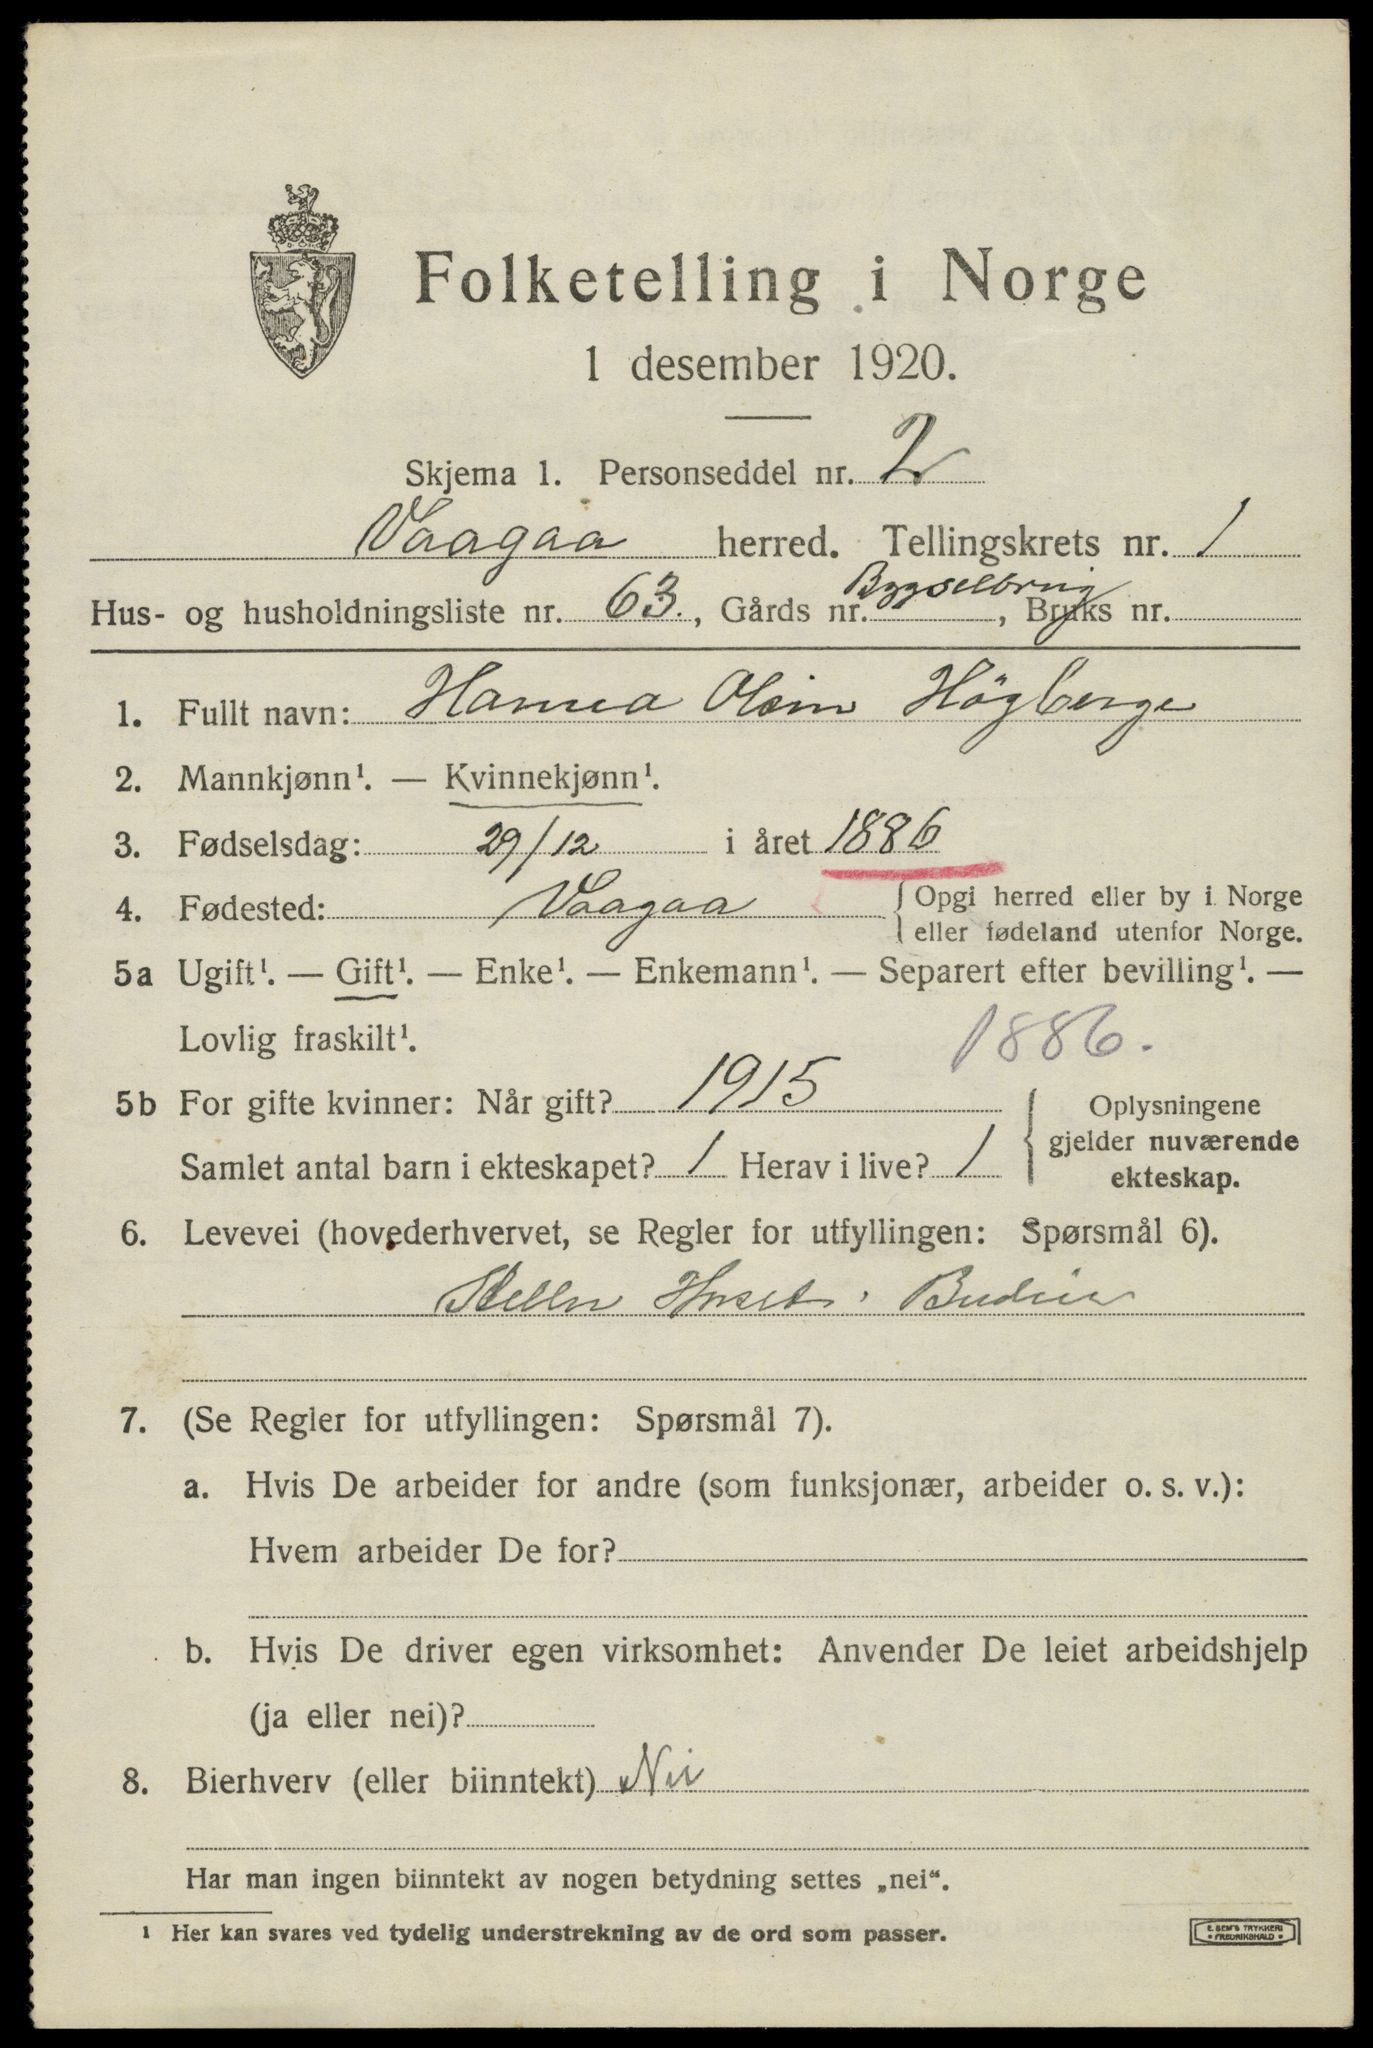 Folketelling i Norge
1 desember 1920.
Skjema 1. Personseddel nr. 2
Vaagaa herred. Tellingskrets nr. 1
Hus- og husholdningsliste nr. 63., Gårds nr. Bygselbrug, Bruks nr.
1. Fullt navn: Hanna Olsen Högberge
2. Mannkjønn¹. — Kvinnekjønn¹.
3. Fødselsdag: 29/12 i året 1886
4. Fødested: Vaagaa { Opgi herred eller by i Norge
eller fødeland utenfor Norge.
5a Ugift¹. — Gift¹. — Enke¹. — Enkemann¹. — Separert efter bevilling¹. —
Lovlig fraskilt¹. 1886.
5b For gifte kvinner: Når gift? 1915 { Oplysningene
gjelder nuværende
Samlet antal barn i ekteskapet? 1 Herav i live? 1
ekteskap.
6. Levevei (hovederhvervet, se Regler for utfyllingen: Spørsmål 6).
Steller Huset.
7. (Se Regler for utfyllingen: Spørsmål 7).
a. Hvis De arbeider for andre (som funksjonær, arbeider o. s. v.):
Hvem arbeider De for?
b. Hvis De driver egen virksomhet: Anvender De leiet arbeidshjelp
(ja eller nei)?
8. Bierhverv (eller biinntekt) Nei
Har man ingen biinntekt av nogen betydning settes „nei“.
¹ Her kan svares ved tydelig understrekning av de ord som passer.
E. SEM'S TRYKKERI
• FREDRIKSHALD •